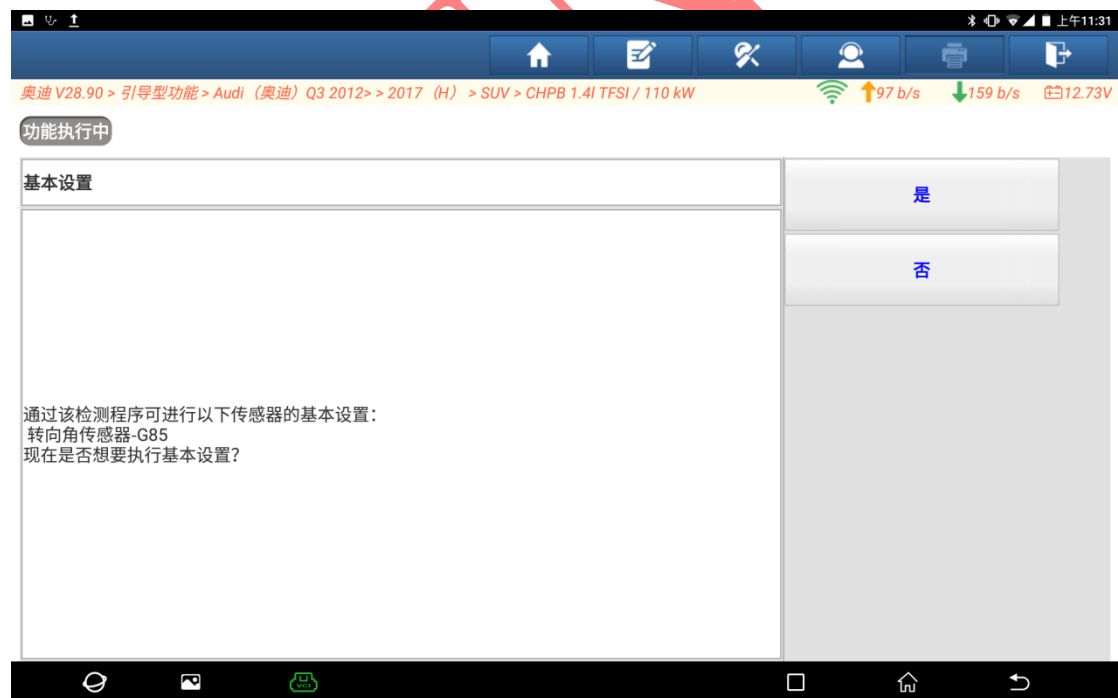 上午11:31
奥迪 V28.90 > 引导型功能 > Audi（奥迪）Q3 2012> > 2017（H）> SUV > CHPB 1.4l TFSI / 110 kW
97 b/s
159 b/s
12.73V
功能执行中
基本设置
是
否
通过该检测程序可进行以下传感器的基本设置：
转向角传感器-G85
现在是否想要执行基本设置？
VCI